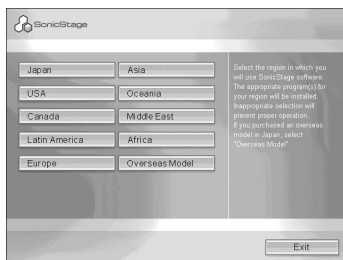 SonicStage
Japan
Asia
USA
Oceania
Canada
Middle East
Latin America
Africa
Europe
Overseas Model
Select the region in which you
will use SonicStage software.
The appropriate program(s) for
your region will be installed.
Inappropriate selection will
prevent proper operation.
If you purchased an overseas
model in Japan, select
"Overseas Model".
Exit